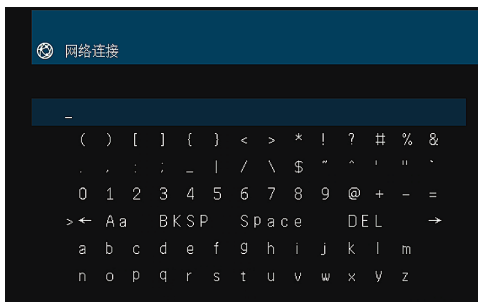 网络连接
_
( ) [ ] { } < > * ! ? # % &
. , : ; _ | / \ $ ~ ^ ' " `
0 1 2 3 4 5 6 7 8 9 @ + - =
>← Aa BKSP Space DEL →
a b c d e f g h i j k l m
n o p q r s t u v w x y z